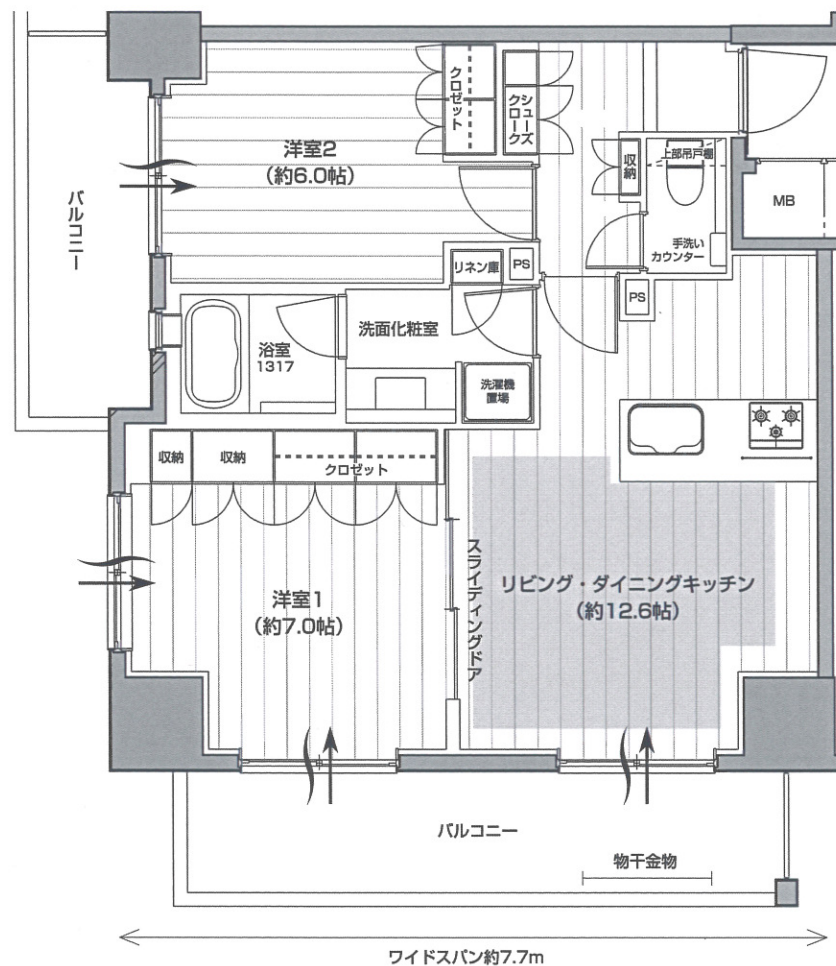 クロゼット
シューズ
クローク
洋室2
(約6.0帖)
収納
上部吊戸棚
MB
手洗い
カウンター
バルコニー
リネン庫
PS
PS
浴室
1317
洗面化粧室
洗濯機
置場
収納
収納
クロゼット
スライディングドア
リビング・ダイニングキッチン
(約12.6帖)
洋室1
(約7.0帖)
バルコニー
物干金物
ワイドスパン約7.7m